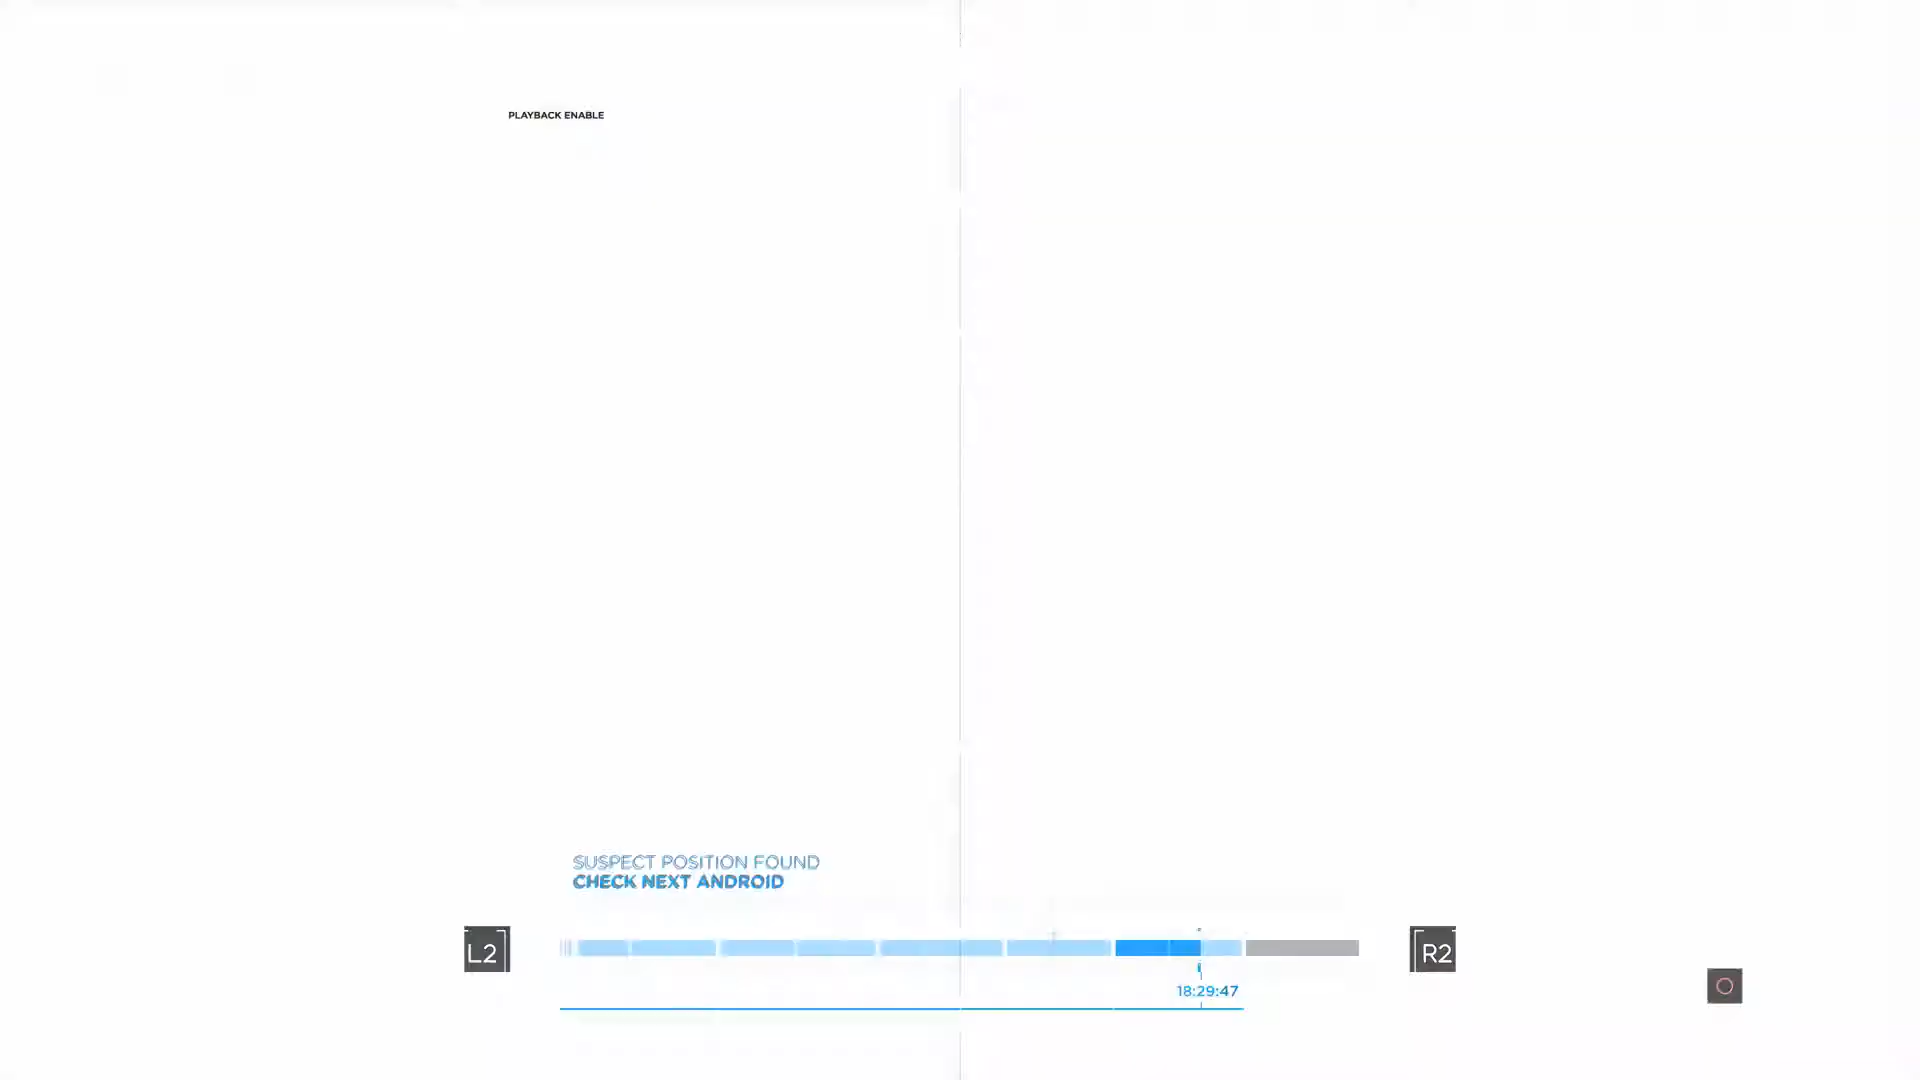 PLAYBACK ENABLE
SUSPECT POSITION FOUND
CHECK NEXT ANDROID
L2
R2
18:29:47